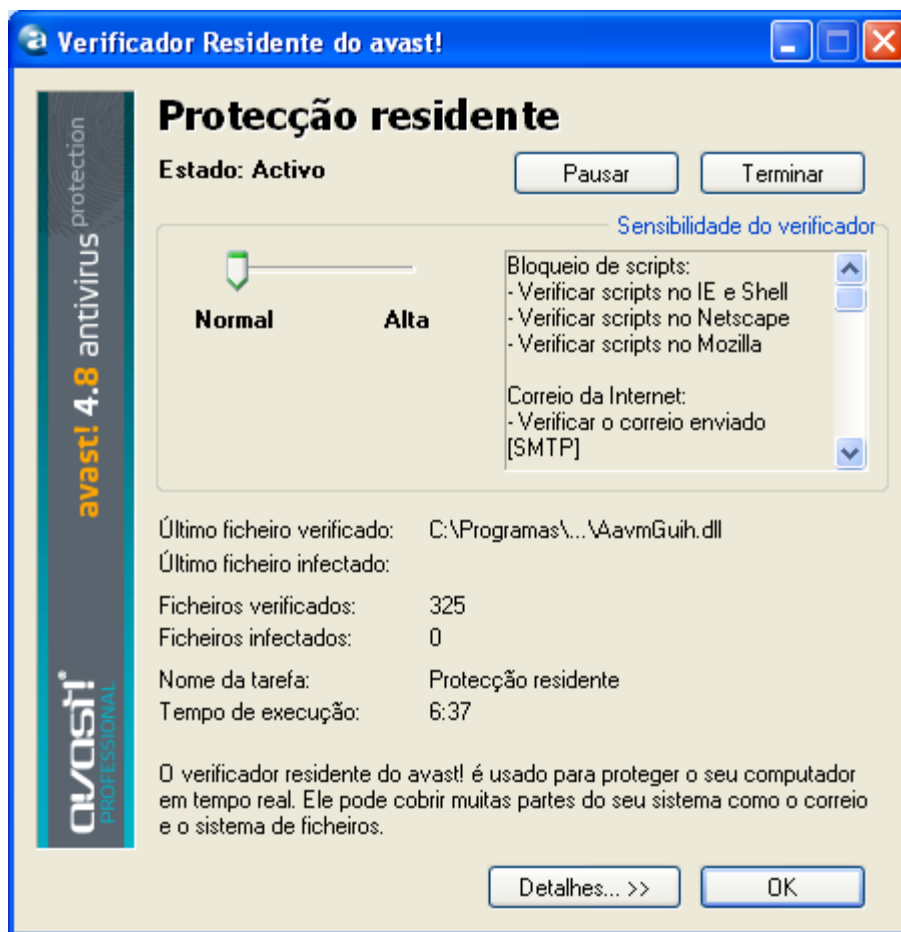 Verificador Residente do avast!
avast! 4.8 antivirus protection
avast!
PROFESSIONAL
Protecção residente
Estado: Activo
Pausar
Terminar
Sensibilidade do verificador
Normal
Alta
Bloqueio de scripts:
- Verificar scripts no IE e Shell
- Verificar scripts no Netscape
- Verificar scripts no Mozilla
Correio da Internet:
- Verificar o correio enviado
[SMTP]
Último ficheiro verificado: C:\Programas\...\AavmGuih.dll
Último ficheiro infectado:
Ficheiros verificados: 325
Ficheiros infectados: 0
Nome da tarefa: Protecção residente
Tempo de execução: 6:37
O verificador residente do avast! é usado para proteger o seu computador
em tempo real. Ele pode cobrir muitas partes do seu sistema como o correio
e o sistema de ficheiros.
Detalhes... >>
OK